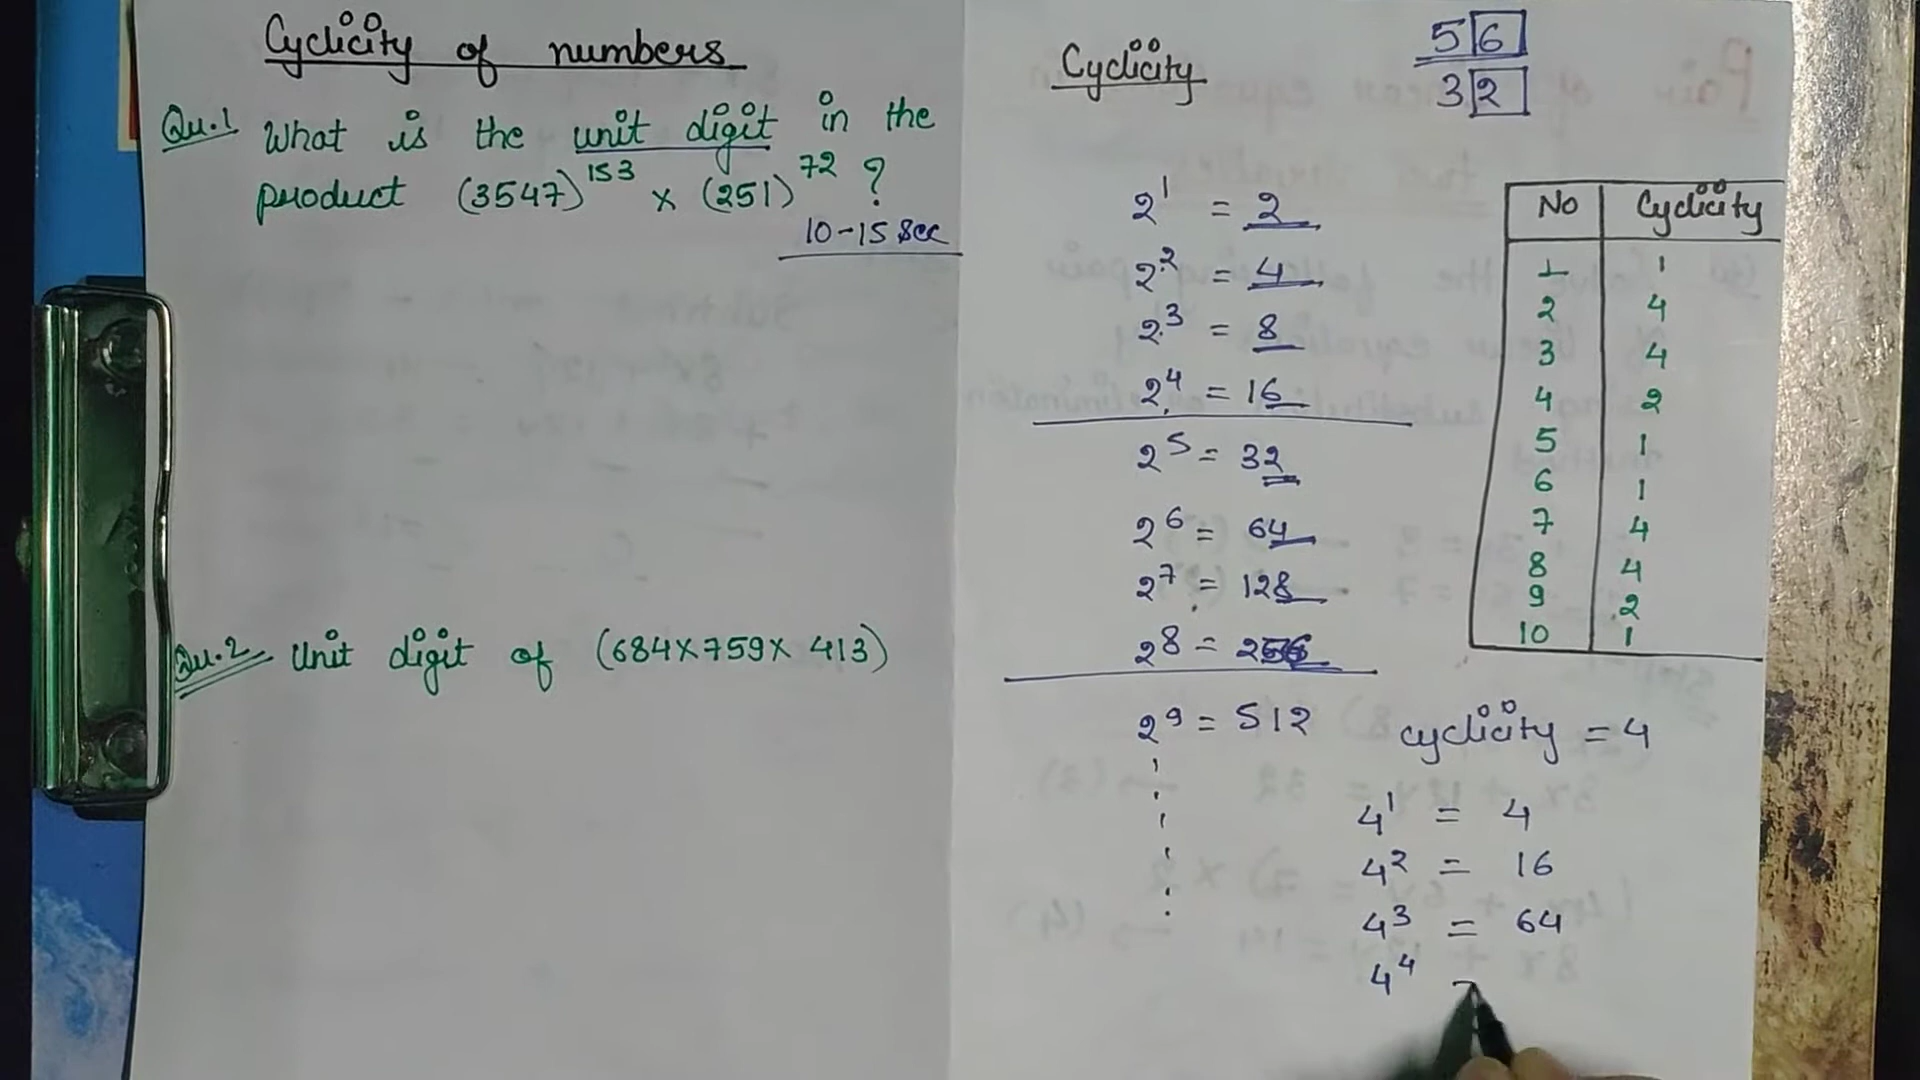 Cyclicity of numbers
Qu.1 What is the unit digit in the
product (3547)^153 × (251)^72 ?
10-15 Sec
Qu.2 Unit digit of (684×759×413)
Cyclicity
56
32
2^1 = 2
2^2 = 4
2^3 = 8
2^4 = 16
2^5 = 32
2^6 = 64
2^7 = 128
2^8 = 256
2^9 = 512
No Cyclicity
1 1
2 4
3 4
4 2
5 1
6 1
7 4
8 4
9 2
10 1
cyclicity = 4
4^1 = 4
4^2 = 16
4^3 = 64
4^4